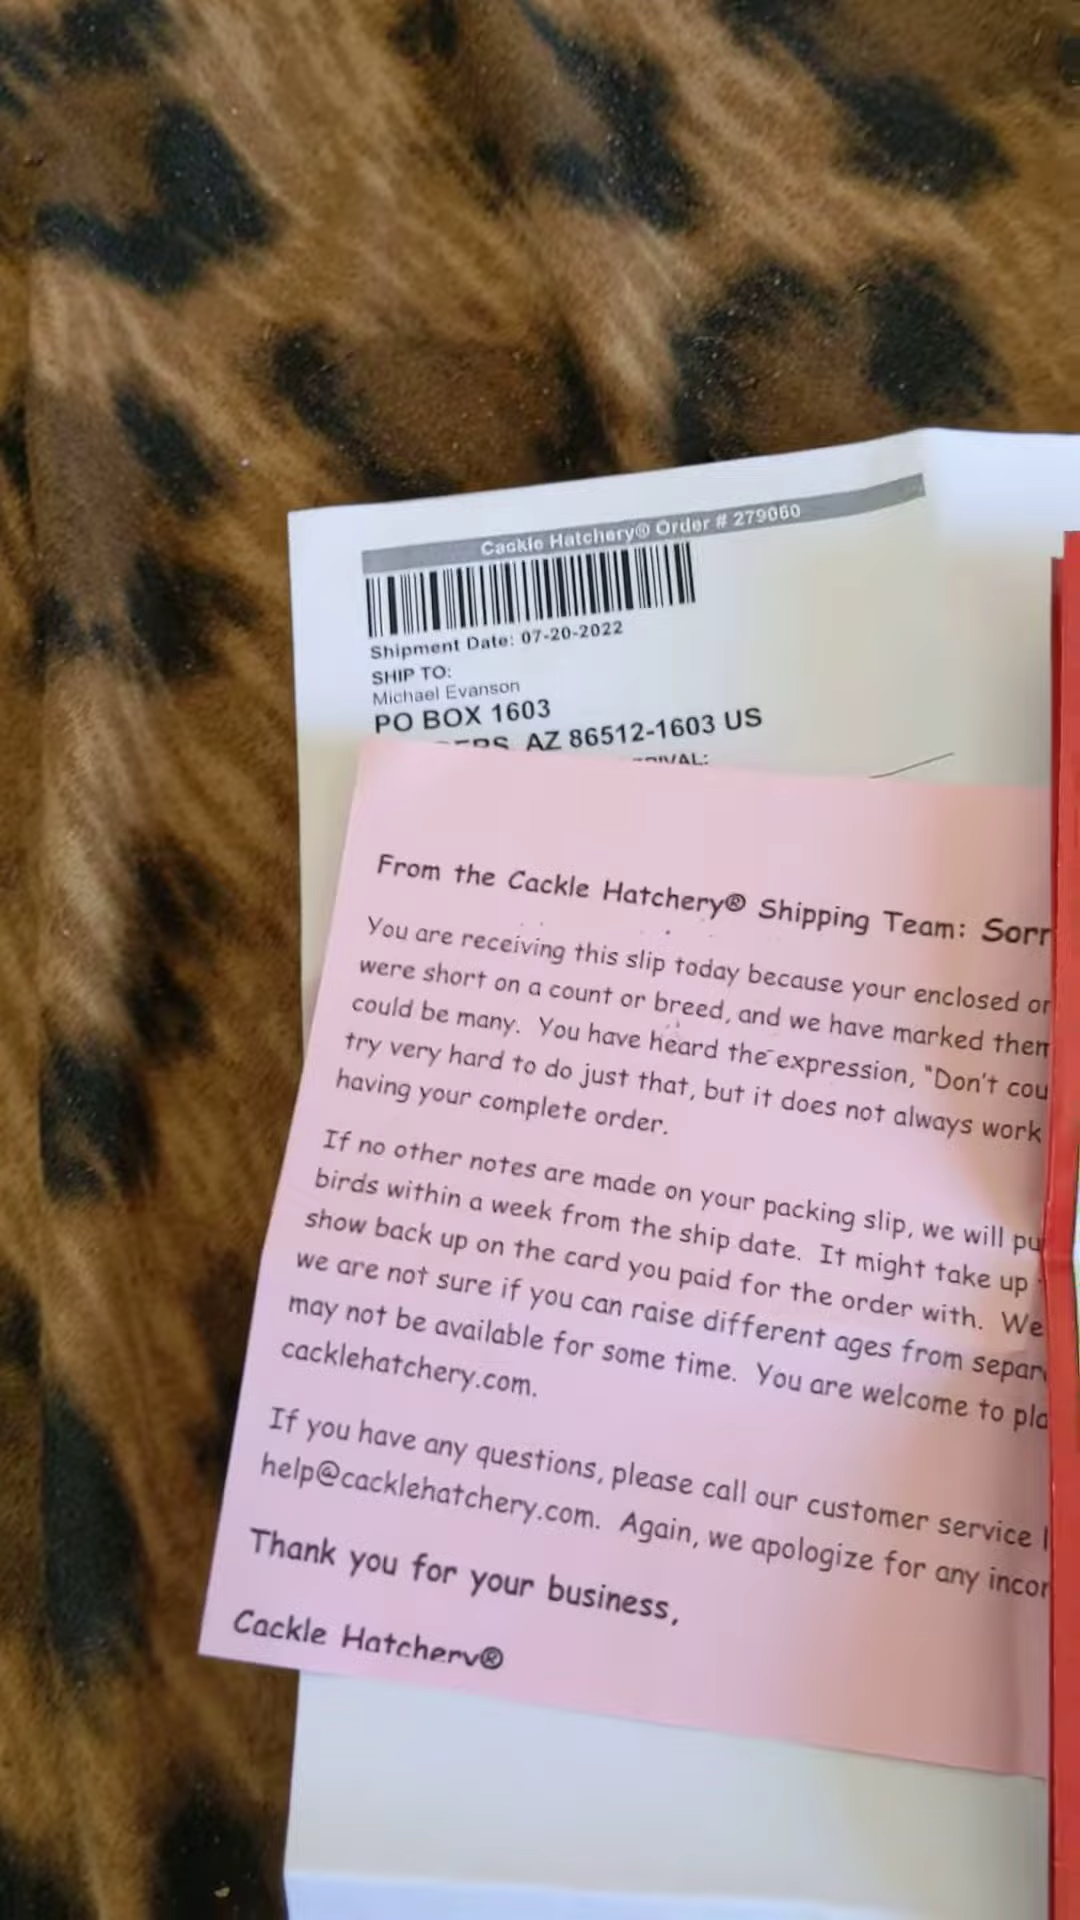 Cackle Hatchery® Order # 279060
Shipment Date: 07-20-2022
SHIP TO:
Michael Evanson
PO BOX 1603
AZ 86512-1603 US
From the Cackle Hatchery® Shipping Team: Sorr
You are receiving this slip today because your enclosed or
were short on a count or breed, and we have marked them
could be many. You have heard the expression, "Don't cou
try very hard to do just that, but it does not always work
having your complete order.
If no other notes are made on your packing slip, we will pu
birds within a week from the ship date. It might take up
show back up on the card you paid for the order with. We
we are not sure if you can raise different ages from separ
may not be available for some time. You are welcome to pla
cacklehatchery.com.
If you have any questions, please call our customer service
help@cacklehatchery.com. Again, we apologize for any incon
Thank you for your business,
Cackle Hatchery®